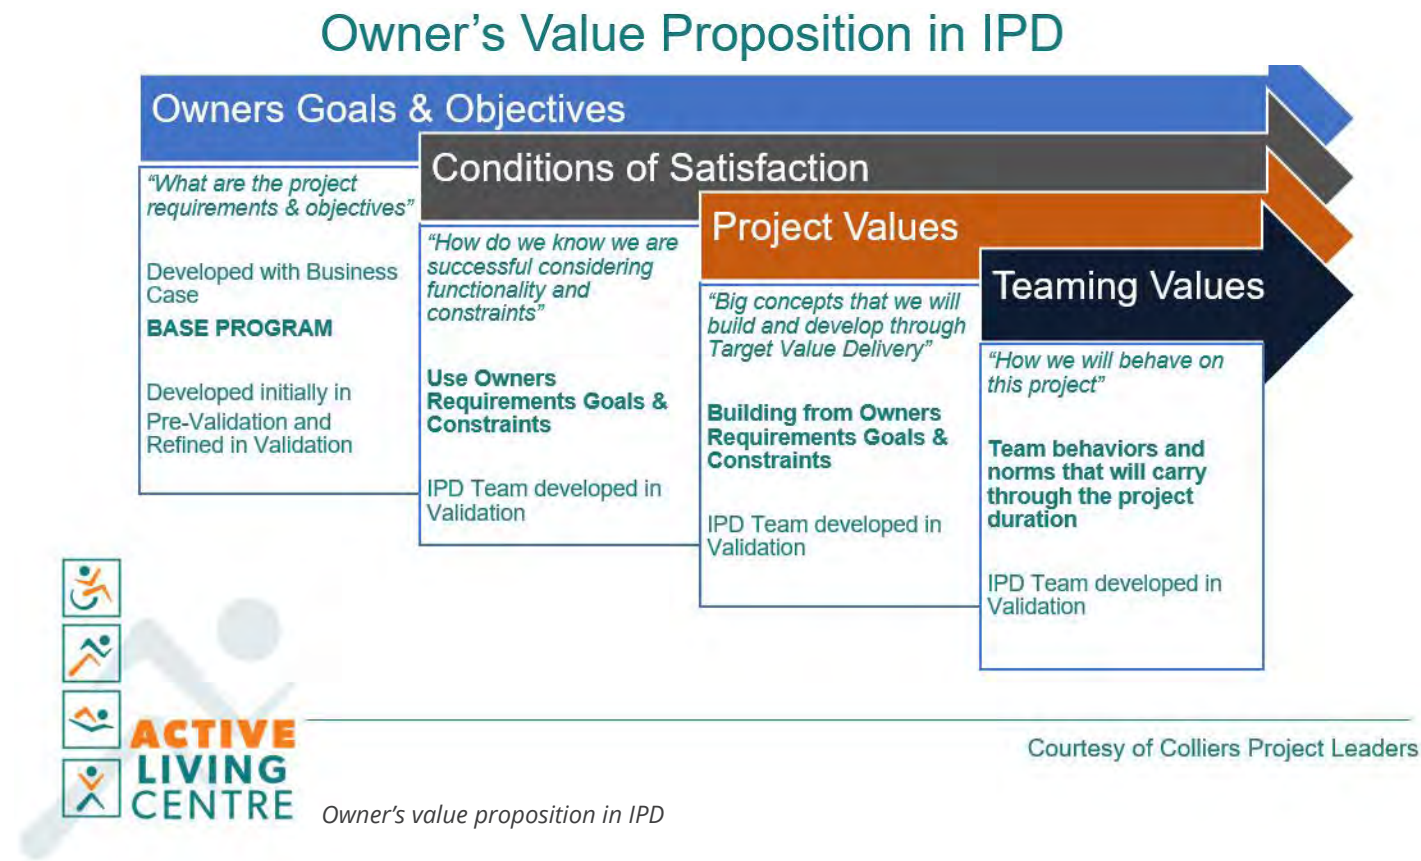 Owner's Value Proposition in IPD
Owners Goals & Objectives
“What are the project
requirements & objectives”
Developed with Business
Case
BASE PROGRAM
Developed initially in
Pre-Validation and
Refined in Validation
Conditions of Satisfaction
“How do we know we are
successful considering
functionality and
constraints”
Use Owners
Requirements Goals &
Constraints
IPD Team developed in
Validation
Project Values
“Big concepts that we will
build and develop through
Target Value Delivery”
Building from Owners
Requirements Goals &
Constraints
IPD Team developed in
Validation
Teaming Values
“How we will behave on
this project”
Team behaviors and
norms that will carry
through the project
duration
IPD Team developed in
Validation
ACTIVE
LIVING
CENTRE
Courtesy of Colliers Project Leaders
Owner's value proposition in IPD